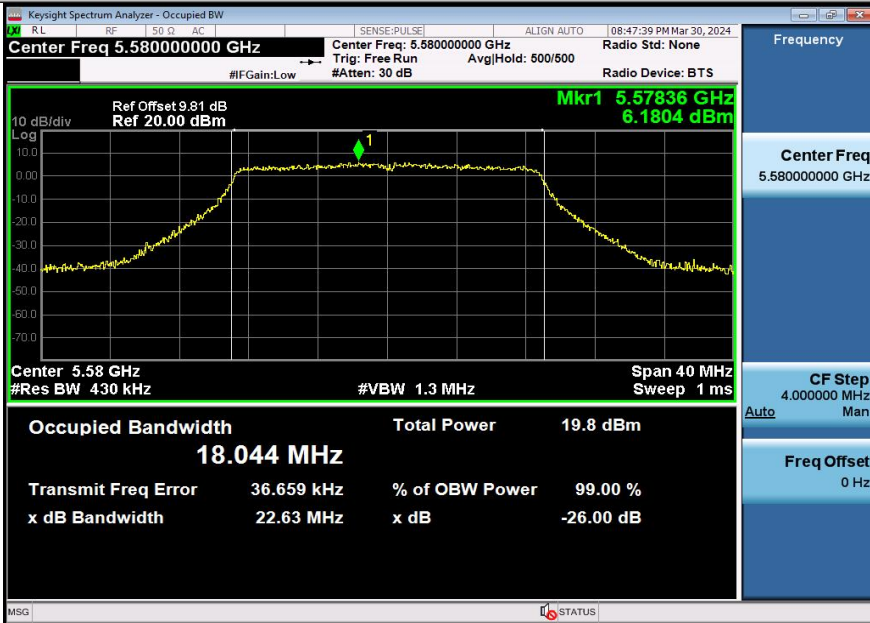 Keysight Spectrum Analyzer - Occupied BW
LXI RL RF 50 Ω AC SENSE:PULSE ALIGN AUTO 08:47:39 PM Mar 30, 2024
Center Freq 5.580000000 GHz
Center Freq: 5.580000000 GHz
Radio Std: None
Trig: Free Run Avg|Hold: 500/500
#IFGain:Low #Atten: 30 dB Radio Device: BTS
Ref Offset 9.81 dB
Mkr1 5.57836 GHz
10 dB/div Ref 20.00 dBm 6.1804 dBm
Log
1
10.0
0.00
-10.0
-20.0
-30.0
-40.0
-50.0
-60.0
-70.0
Center 5.58 GHz Span 40 MHz
#Res BW 430 kHz #VBW 1.3 MHz Sweep 1 ms
Occupied Bandwidth Total Power 19.8 dBm
18.044 MHz
Transmit Freq Error 36.659 kHz % of OBW Power 99.00 %
x dB Bandwidth 22.63 MHz x dB -26.00 dB
MSG STATUS
Frequency
Center Freq
5.580000000 GHz
CF Step
4.000000 MHz
Auto Man
Freq Offset
0 Hz